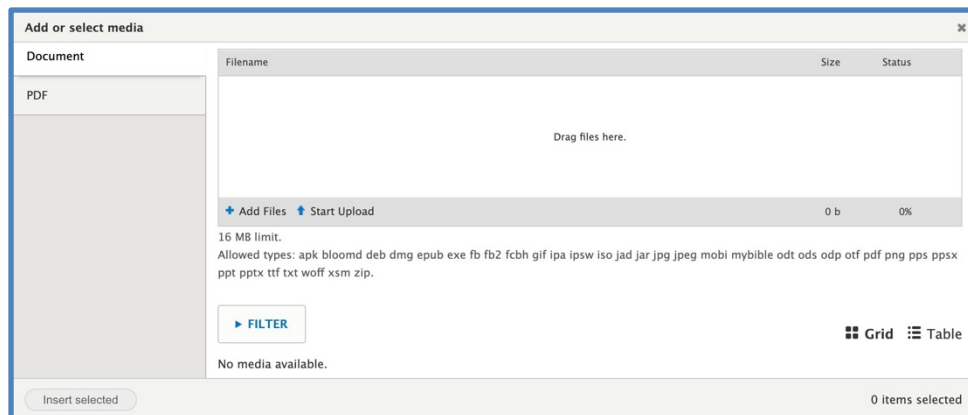 Add or select media
Document
PDF
Filename Size Status
Drag files here.
Add Files Start Upload 0 b 0%
16 MB limit.
Allowed types: apk bloomd deb dmg epub exe fb fb2 fcbh gif ipa ipsw iso jad jar jpg jpeg mobi mybible odt ods odp otf pdf png pps ppsx
ppt pptx ttf txt woff xsm zip.
FILTER
Grid Table
No media available.
Insert selected 0 items selected